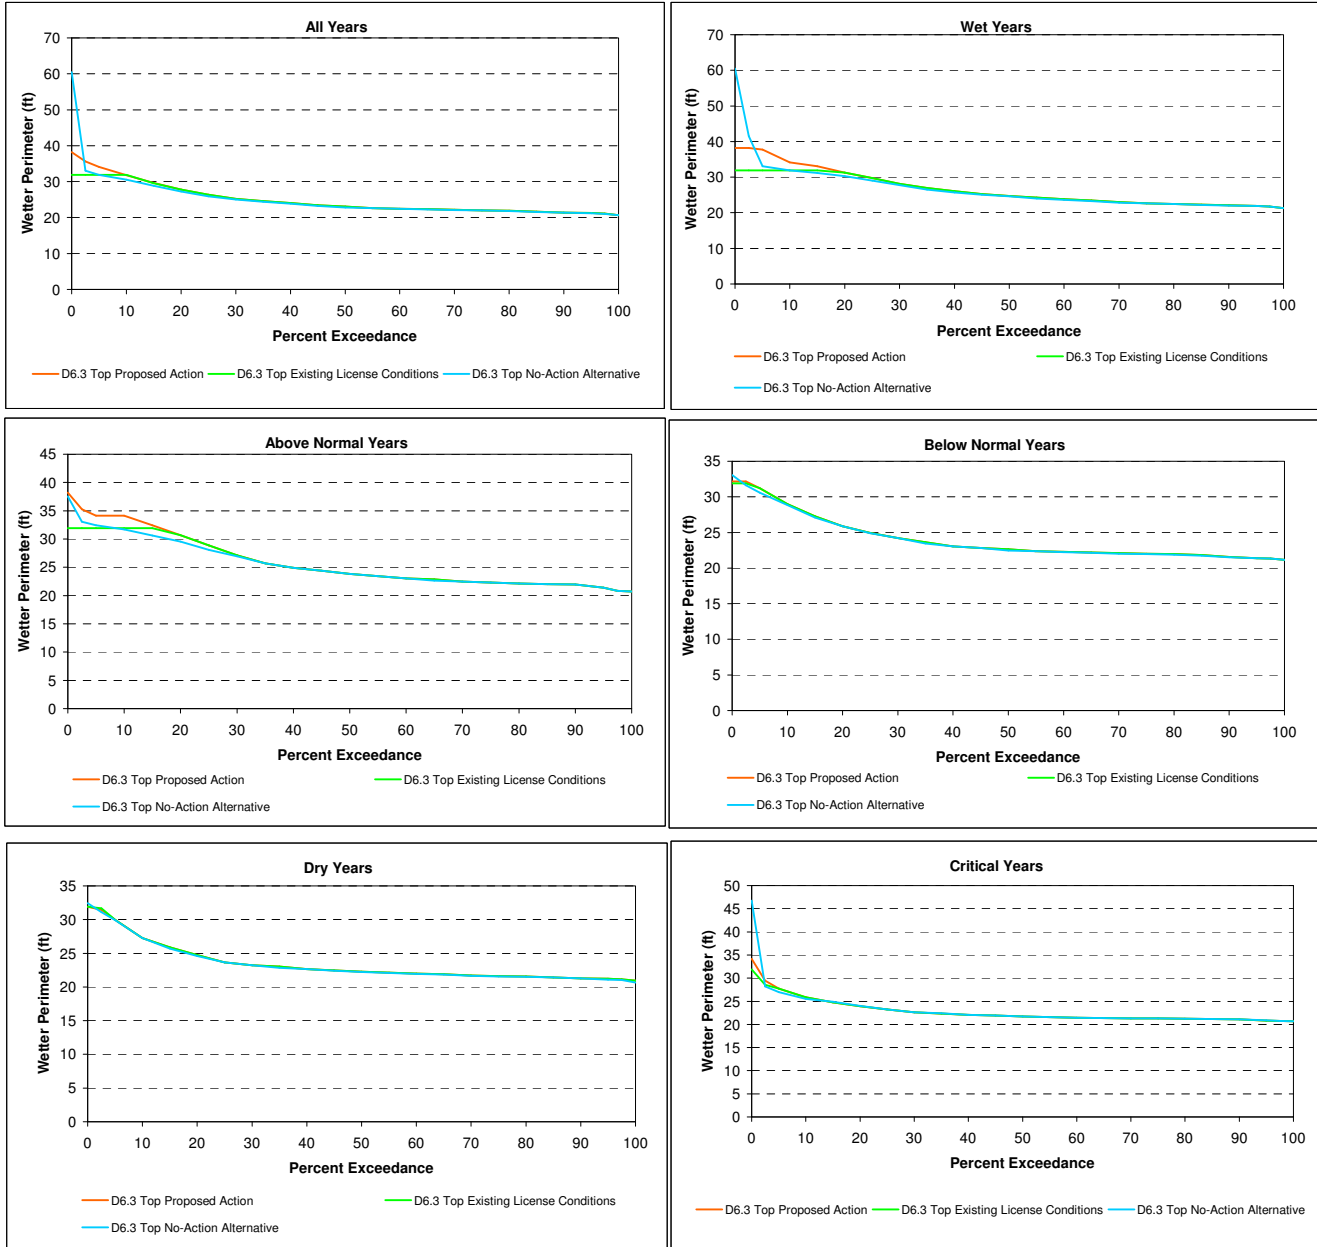 All Years
Wetter Perimeter (ft)
70
60
50
40
30
20
10
0
0 10 20 30 40 50 60 70 80 90 100
Percent Exceedance
D6.3 Top Proposed Action D6.3 Top Existing License Conditions D6.3 Top No-Action Alternative
Wet Years
Wetter Perimeter (ft)
70
60
50
40
30
20
10
0
0 10 20 30 40 50 60 70 80 90 100
Percent Exceedance
D6.3 Top Proposed Action D6.3 Top Existing License Conditions
D6.3 Top No-Action Alternative
Above Normal Years
Wetter Perimeter (ft)
45
40
35
30
25
20
15
10
5
0
0 10 20 30 40 50 60 70 80 90 100
Percent Exceedance
D6.3 Top Proposed Action D6.3 Top Existing License Conditions
D6.3 Top No-Action Alternative
Below Normal Years
Wetter Perimeter (ft)
35
30
25
20
15
10
5
0
0 10 20 30 40 50 60 70 80 90 100
Percent Exceedance
D6.3 Top Proposed Action D6.3 Top Existing License Conditions
D6.3 Top No-Action Alternative
Dry Years
Wetter Perimeter (ft)
35
30
25
20
15
10
5
0
0 10 20 30 40 50 60 70 80 90 100
Percent Exceedance
D6.3 Top Proposed Action D6.3 Top Existing License Conditions
D6.3 Top No-Action Alternative
Critical Years
Wetter Perimeter (ft)
50
45
40
35
30
25
20
15
10
5
0
0 10 20 30 40 50 60 70 80 90 100
Percent Exceedance
D6.3 Top Proposed Action D6.3 Top Existing License Conditions D6.3 Top No-Action Alternative